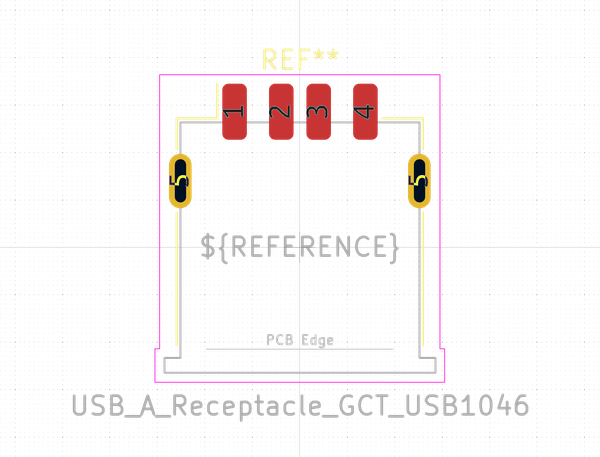 REF**
1 2 3 4
5 5
${REFERENCE}
PCB Edge
USB_A_Receptacle_GCT_USB1046